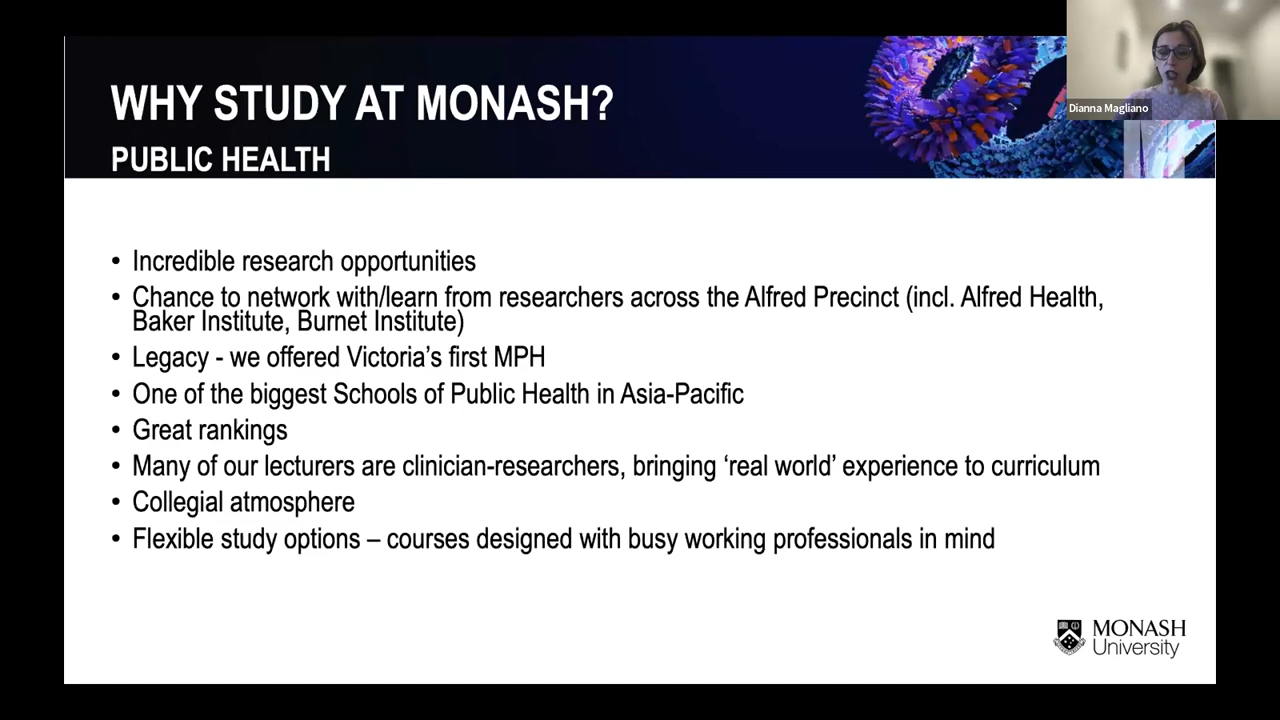 WHY STUDY AT MONASH?
PUBLIC HEALTH
Dianna Magliano
• Incredible research opportunities
• Chance to network with/learn from researchers across the Alfred Precinct (incl. Alfred Health,
Baker Institute, Burnet Institute)
• Legacy - we offered Victoria’s first MPH
• One of the biggest Schools of Public Health in Asia-Pacific
• Great rankings
• Many of our lecturers are clinician-researchers, bringing ‘real world’ experience to curriculum
• Collegial atmosphere
• Flexible study options – courses designed with busy working professionals in mind
MONASH
University